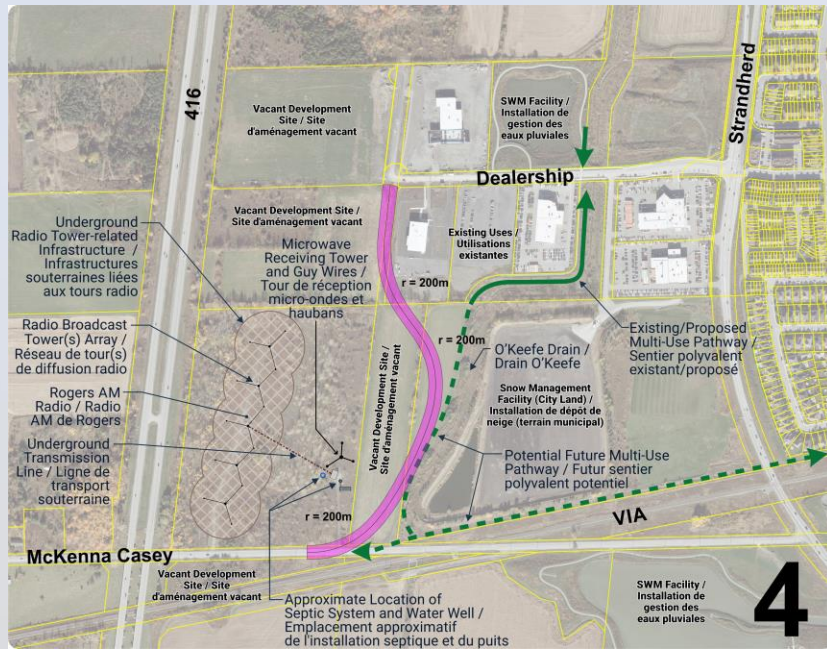 416
Strandherd
Vacant Development
Site / Site
d'aménagement vacant
SWM Facility /
Installation de
gestion des
eaux pluviales
Dealership
Vacant Development Site /
Site d'aménagement vacant
Existing Uses /
Utilisations
existantes
Underground
Radio Tower-related
Infrastructure /
Infrastructures
souterraines liées
aux tours radio
Microwave
Receiving Tower
and Guy Wires /
Tour de réception
micro-ondes et
haubans
r = 200m
r = 200m
Radio Broadcast
Tower(s) Array /
Réseau de tour(s)
de diffusion radio
Existing/Proposed
Multi-Use Pathway /
Sentier polyvalent
existant/proposé
O'Keefe Drain /
Drain O'Keefe
Vacant Development Site /
Site d'aménagement vacant
Snow Management
Facility (City Land) /
Installation de dépôt de
neige (terrain municipal)
Rogers AM
Radio / Radio
AM de Rogers
Underground
Transmission
Line / Ligne de
transport
souterraine
Potential Future Multi-Use
Pathway / Futur sentier
polyvalent potentiel
r = 200m
VIA
McKenna Casey
Vacant Development
Site / Site
d'aménagement vacant
Approximate Location of
Septic System and Water Well /
Emplacement approximatif
de l'installation septique et du puits
SWM Facility /
Installation de
gestion des
eaux pluviales
4